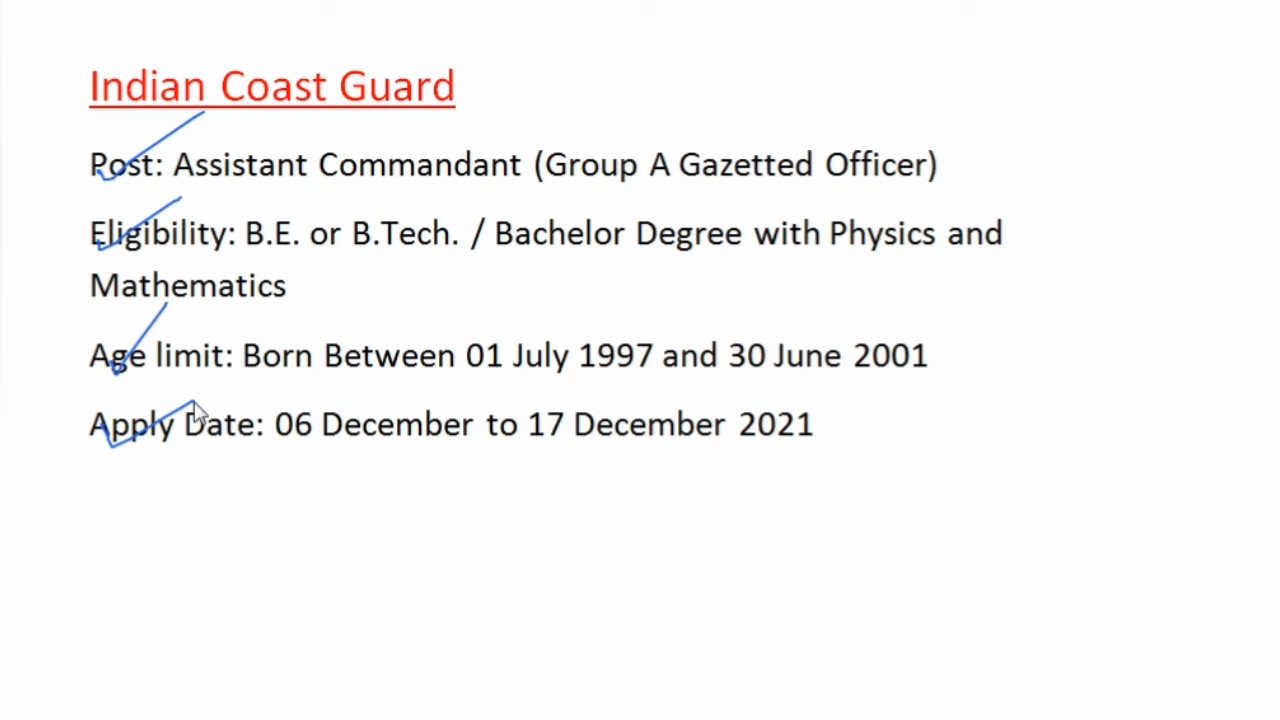 Indian Coast Guard
Post: Assistant Commandant (Group A Gazetted Officer)
Eligibility: B.E. or B.Tech. / Bachelor Degree with Physics and
Mathematics
Age limit: Born Between 01 July 1997 and 30 June 2001
Apply Date: 06 December to 17 December 2021